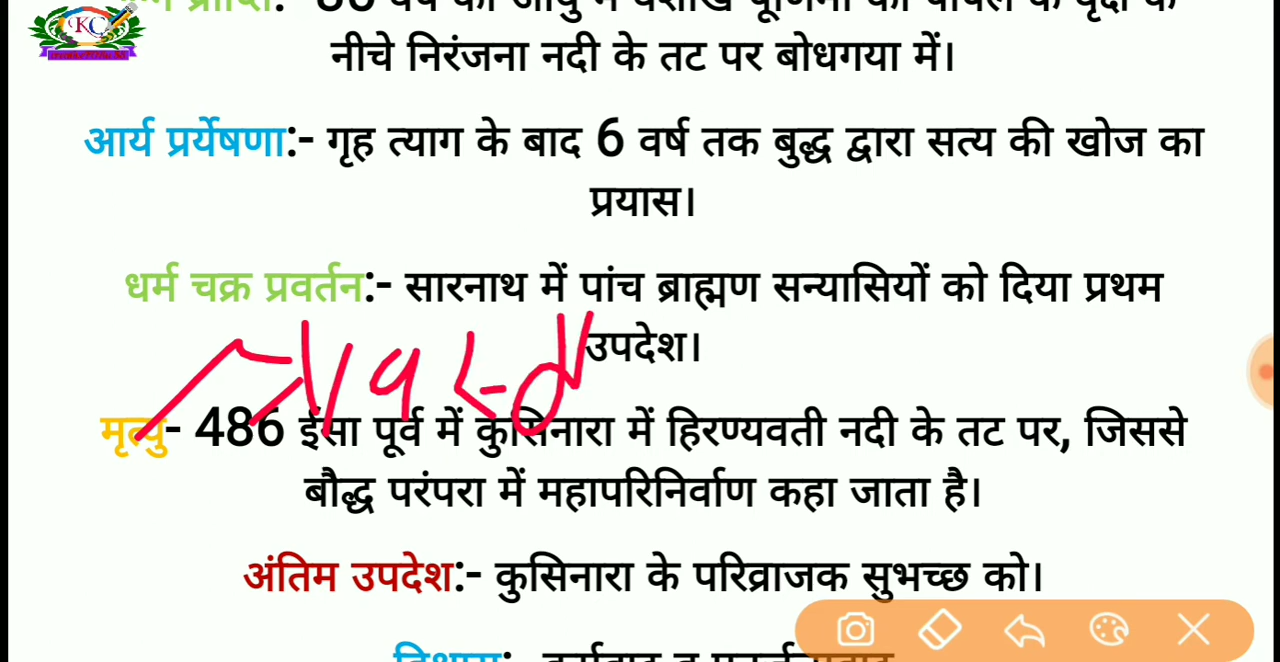 नीचे निरंजना नदी के तट पर बोधगया में।
आर्य प्रर्येषणा:- गृह त्याग के बाद 6 वर्ष तक बुद्ध द्वारा सत्य की खोज का
प्रयास।
धर्म चक्र प्रवर्तन:- सारनाथ में पांच ब्राह्मण सन्यासियों को दिया प्रथम
उपदेश।
मृत्यु- 486 ईसा पूर्व में कुसिनारा में हिरण्यवती नदी के तट पर, जिससे
बौद्ध परंपरा में महापरिनिर्वाण कहा जाता है।
अंतिम उपदेश:- कुसिनारा के परिव्राजक सुभच्छ को।
KC